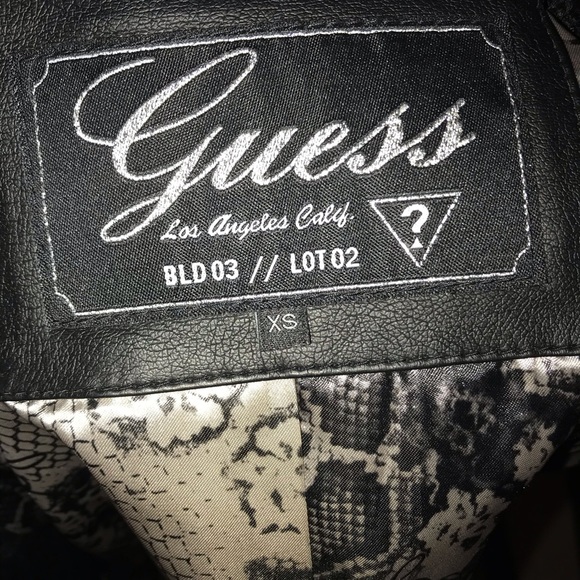 Guess
Los Angeles Calif.
?
BLD 03 // LOT 02
XS